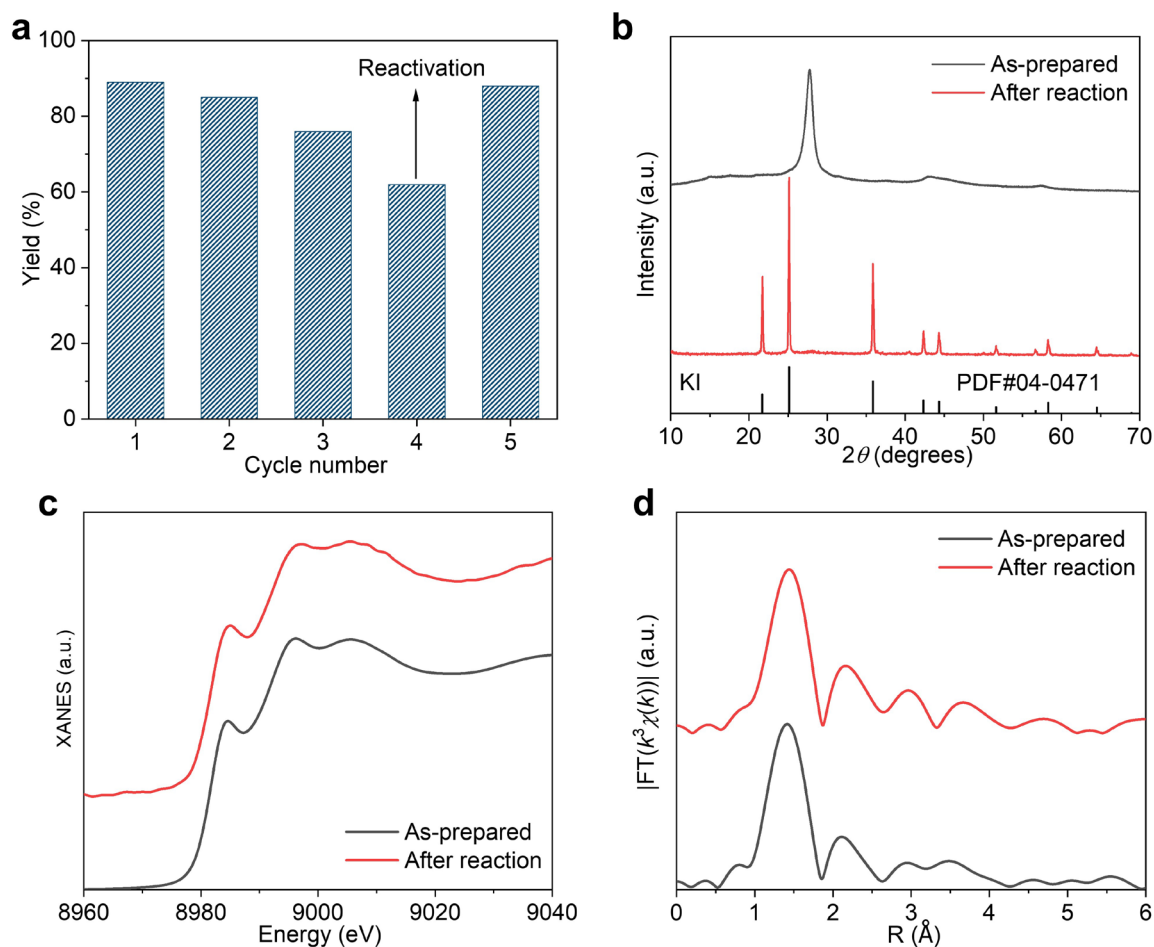 a
100
80
60
40
20
0
Yield (%)
Reactivation
1 2 3 4 5
Cycle number
b
As-prepared
After reaction
Intensity (a.u.)
KI
PDF#04-0471
10 20 30 40 50 60 70
2θ (degrees)
c
XANES (a.u.)
As-prepared
After reaction
8960 8980 9000 9020 9040
Energy (eV)
d
As-prepared
After reaction
|FT(k³χ(k))| (a.u.)
0 1 2 3 4 5 6
R (Å)